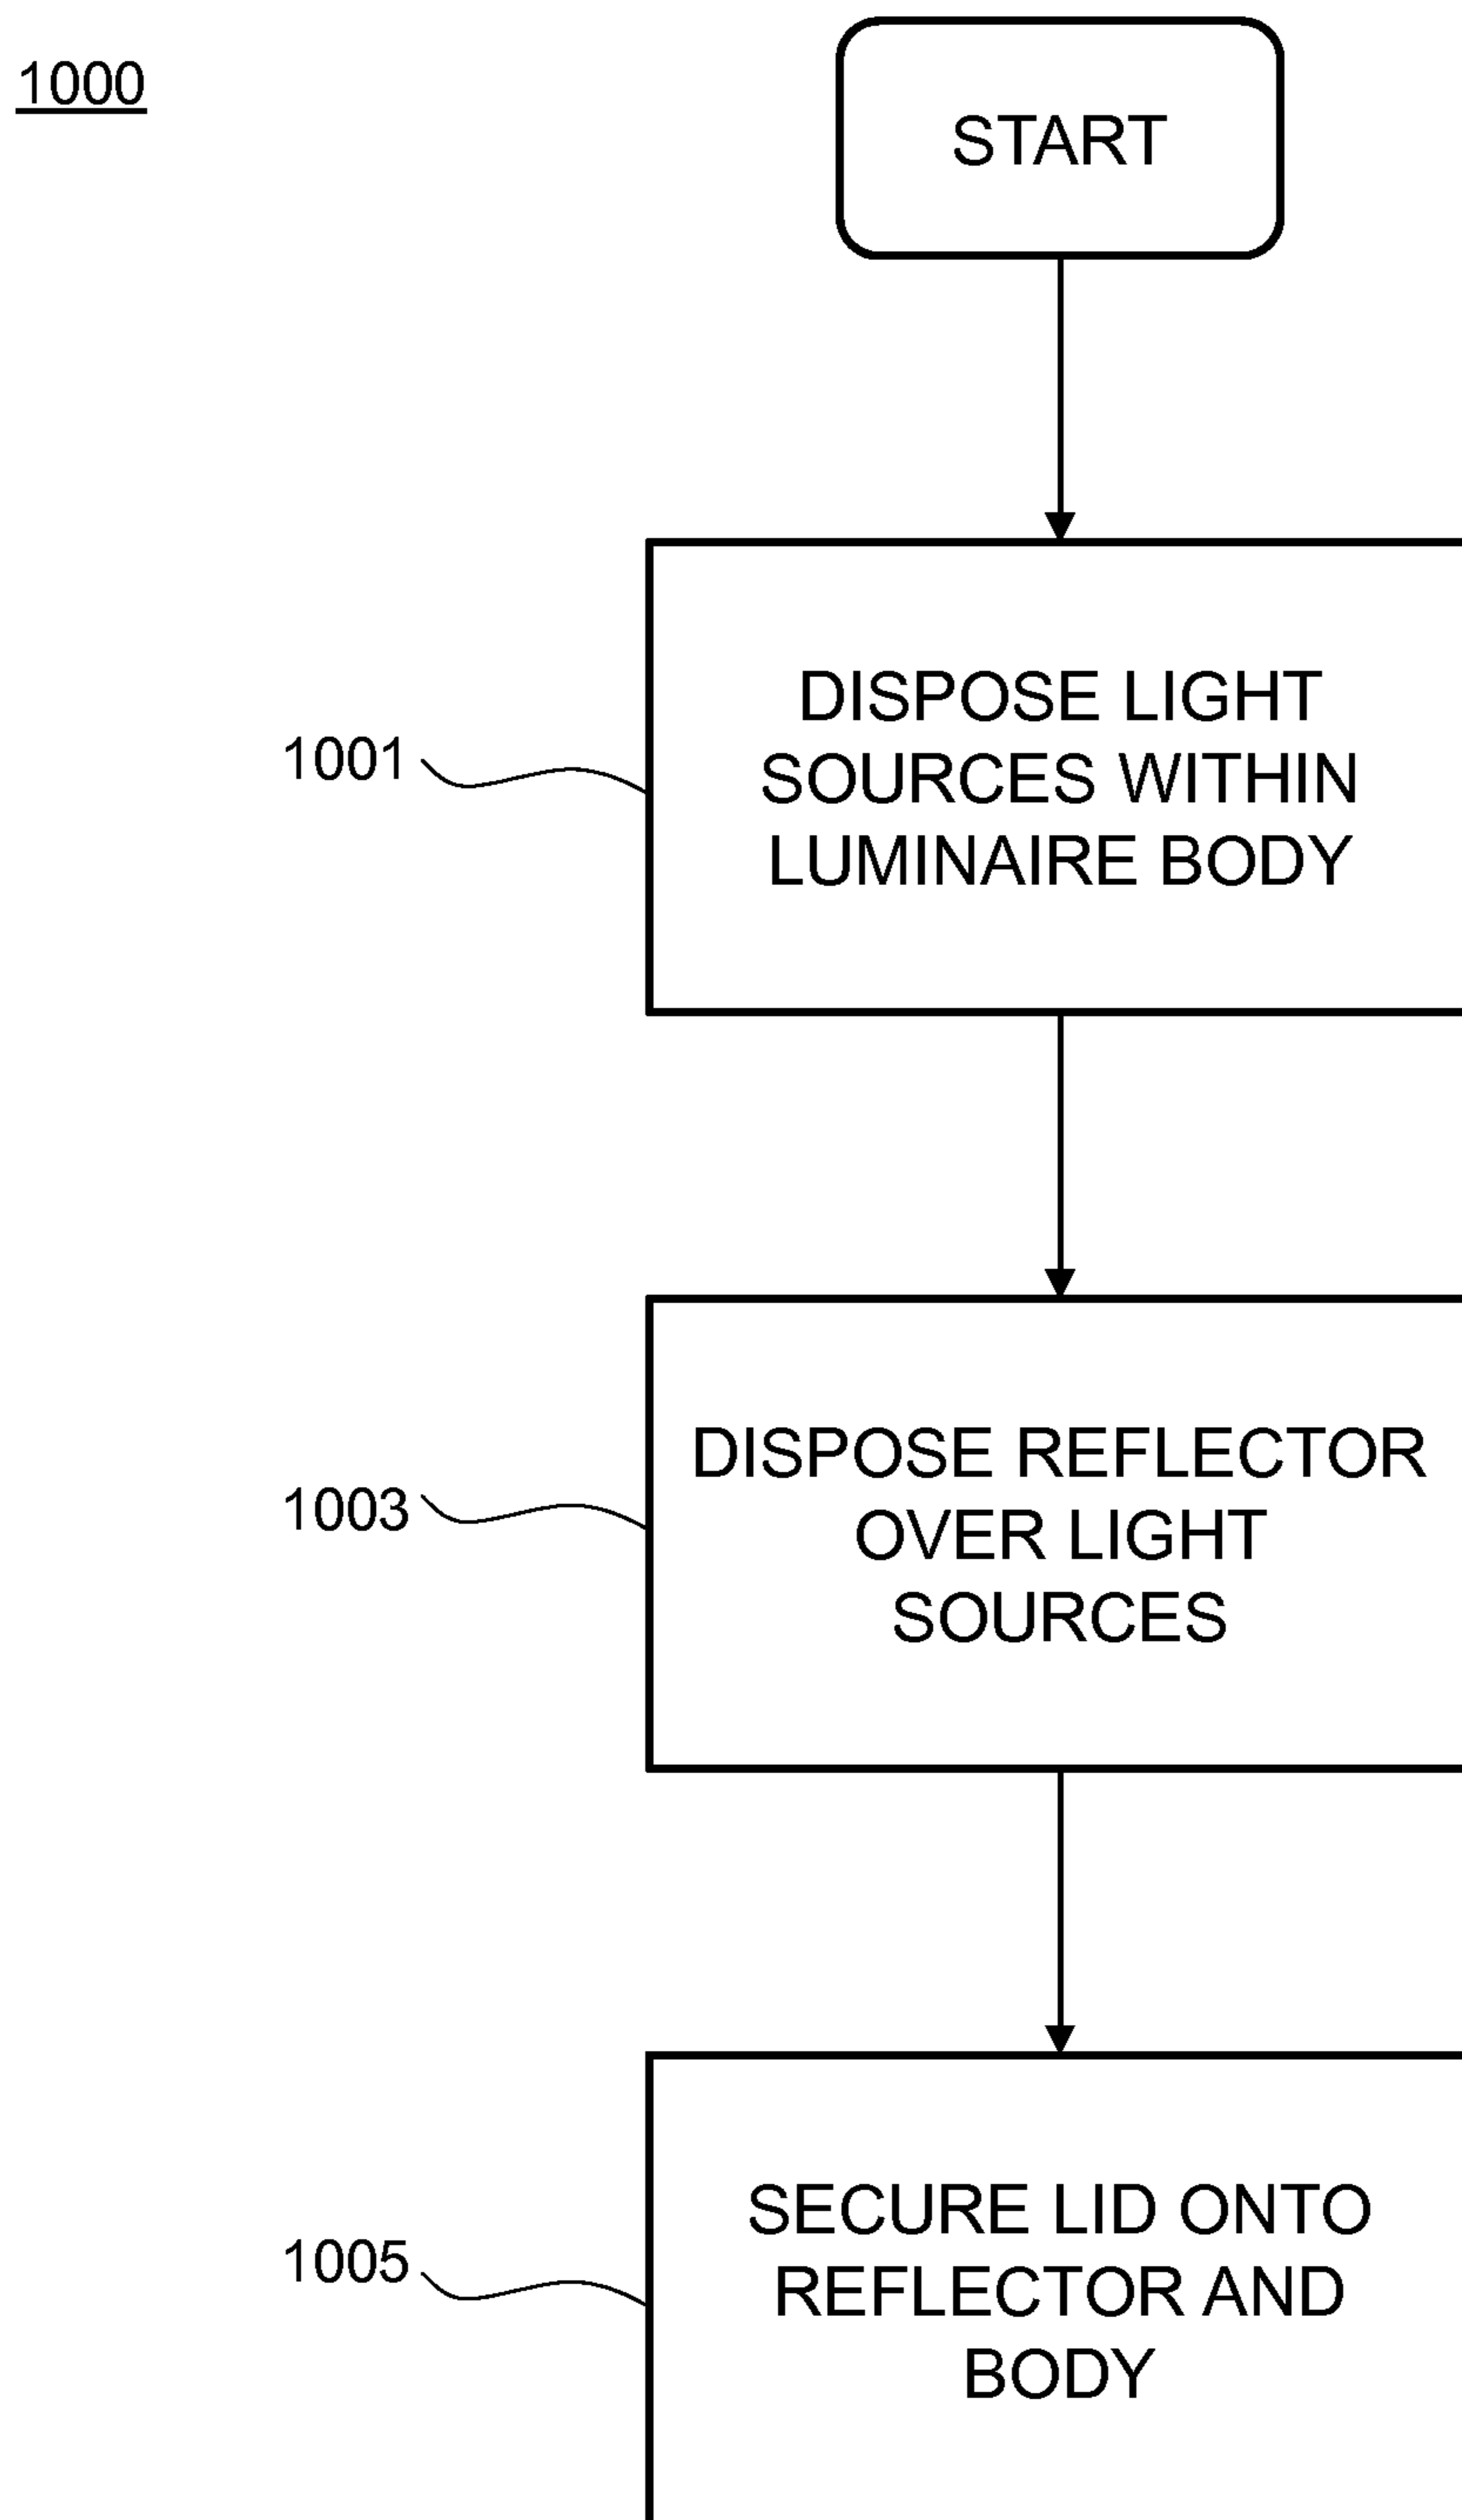 1000
START
DISPOSE LIGHT
SOURCES WITHIN
LUMINAIRE BODY
1001
DISPOSE REFLECTOR
OVER LIGHT
SOURCES
1003
SECURE LID ONTO
REFLECTOR AND
BODY
1005